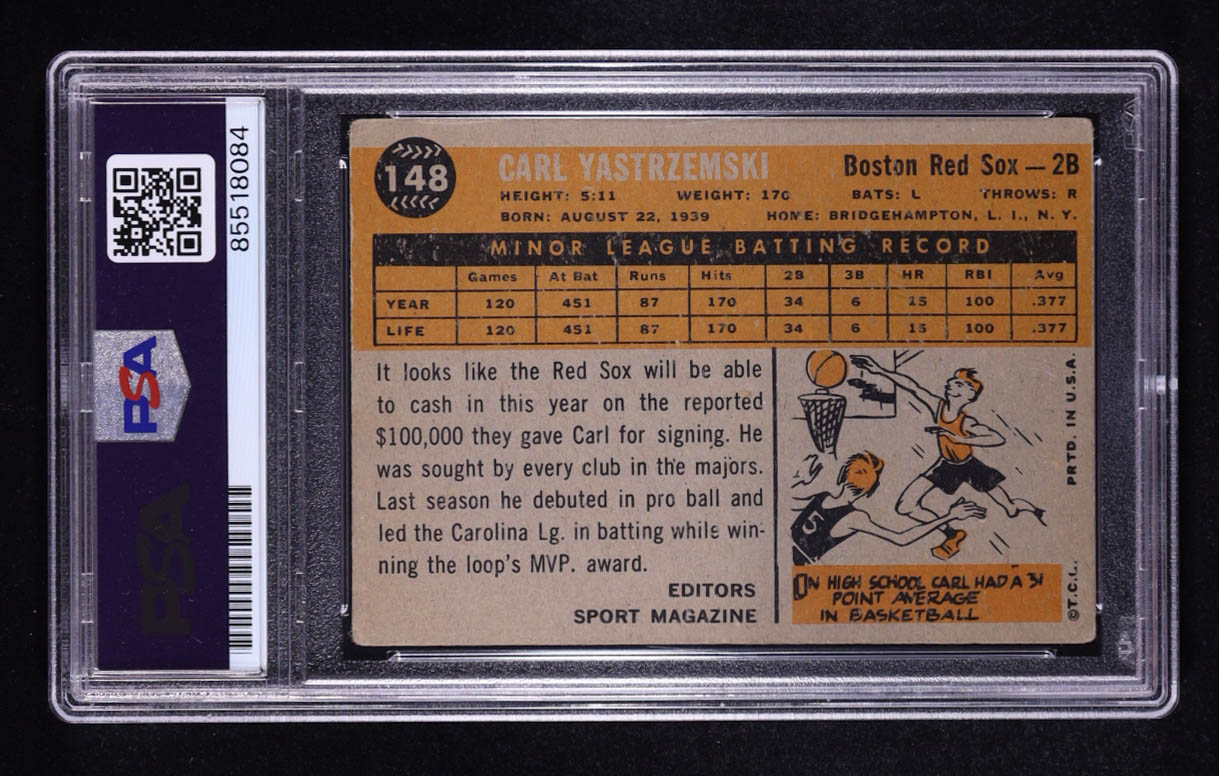 85518084
PSA
PSA
148
CARL YASTRZEMSKI
Boston Red Sox — 2B
HEIGHT: 5:11 WEIGHT: 170 BATS: L THROWS: R
BORN: AUGUST 22, 1939 HOME: BRIDGEHAMPTON, L. I., N. Y.
MINOR LEAGUE BATTING RECORD
Games At Bat Runs Hits 2B 3B HR RBI Avg
YEAR 120 451 87 170 34 6 15 100 .377
LIFE 120 451 87 170 34 6 15 100 .377
It looks like the Red Sox will be able
to cash in this year on the reported
$100,000 they gave Carl for signing. He
was sought by every club in the majors.
Last season he debuted in pro ball and
led the Carolina Lg. in batting while win-
ning the loop's MVP. award.
EDITORS
SPORT MAGAZINE
5
IN HIGH SCHOOL CARL HAD A 31
POINT AVERAGE
IN BASKETBALL
©T.C.G.
PRTD. IN U.S.A.